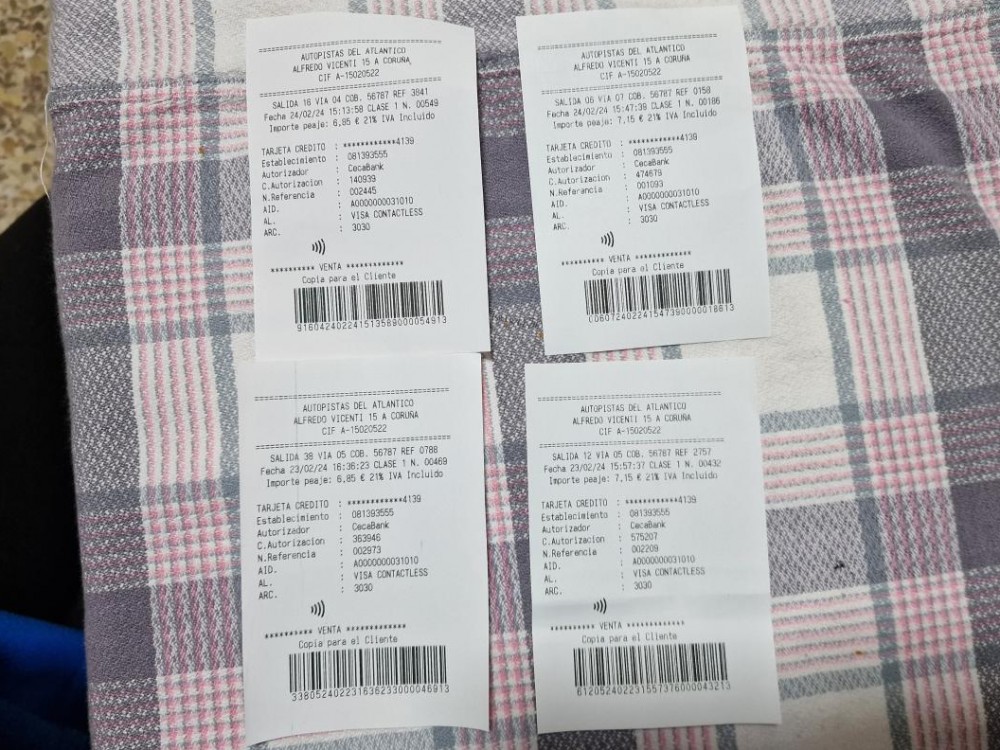 AUTOPISTAS DEL ATLANTICO
ALFREDO VICENTI 15 A CORUÑA
CIF A-15020522
SALIDA 16 VIA 04 COB. 56787 REF 3841
Fecha 24/02/24 15:13:58 CLASE 1 N. 00549
Importe peaje: 6,85 € 21% IVA Incluido
TARJETA CREDITO : ************4139
Establecimiento : 081393555
Autorizador : CecaBank
C.Autorizacion : 140939
N.Referencia : 002445
AID. : A0000000031010
AL. : VISA CONTACTLESS
ARC. : 3030
********** VENTA *************
Copia para el Cliente
9160424022415135890000054913
AUTOPISTAS DEL ATLANTICO
ALFREDO VICENTI 15 A CORUÑA
CIF A-15020522
SALIDA 06 VIA 07 COB. 56787 REF 0158
Fecha 24/02/24 15:47:39 CLASE 1 N. 00186
Importe peaje: 7,15 € 21% IVA Incluido
TARJETA CREDITO : ************4139
Establecimiento : 081393555
Autorizador : CecaBank
C.Autorizacion : 474679
N.Referencia : 001093
AID. : A0000000031010
AL. : VISA CONTACTLESS
ARC. : 3030
********** VENTA *************
Copia para el Cliente
C06072402241547390000018613
AUTOPISTAS DEL ATLANTICO
ALFREDO VICENTI 15 A CORUÑA
CIF A-15020522
SALIDA 38 VIA 05 COB. 56787 REF 0788
Fecha 23/02/24 16:36:23 CLASE 1 N. 00469
Importe peaje: 6,85 € 21% IVA Incluido
TARJETA CREDITO : ************4139
Establecimiento : 081393555
Autorizador : CecaBank
C.Autorizacion : 363946
N.Referencia : 002973
AID. : A0000000031010
AL. : VISA CONTACTLESS
ARC. : 3030
********** VENTA *************
Copia para el Cliente
3380524022316362330000046913
AUTOPISTAS DEL ATLANTICO
ALFREDO VICENTI 15 A CORUÑA
CIF A-15020522
SALIDA 12 VIA 05 COB. 56787 REF 2757
Fecha 23/02/24 15:57:37 CLASE 1 N. 00432
Importe peaje: 7,15 € 21% IVA Incluido
TARJETA CREDITO : ************4139
Establecimiento : 081393555
Autorizador : CecaBank
C.Autorizacion : 575207
N.Referencia : 002209
AID. : A0000000031010
AL. : VISA CONTACTLESS
ARC. : 3030
********** VENTA *************
Copia para el Cliente
6120524022315573760000043213